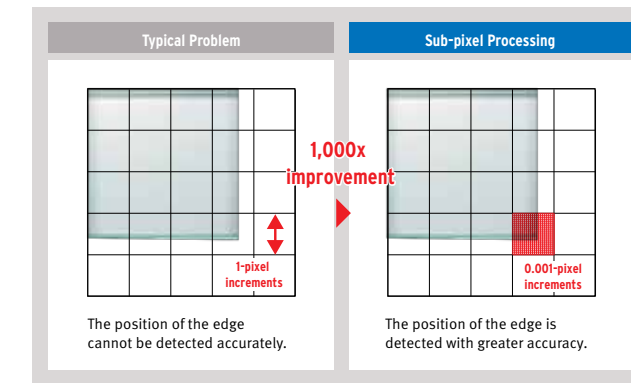 Typical Problem
1-pixel
increments
The position of the edge
cannot be detected accurately.
1,000x
improvement
Sub-pixel Processing
0.001-pixel
increments
The position of the edge is
detected with greater accuracy.